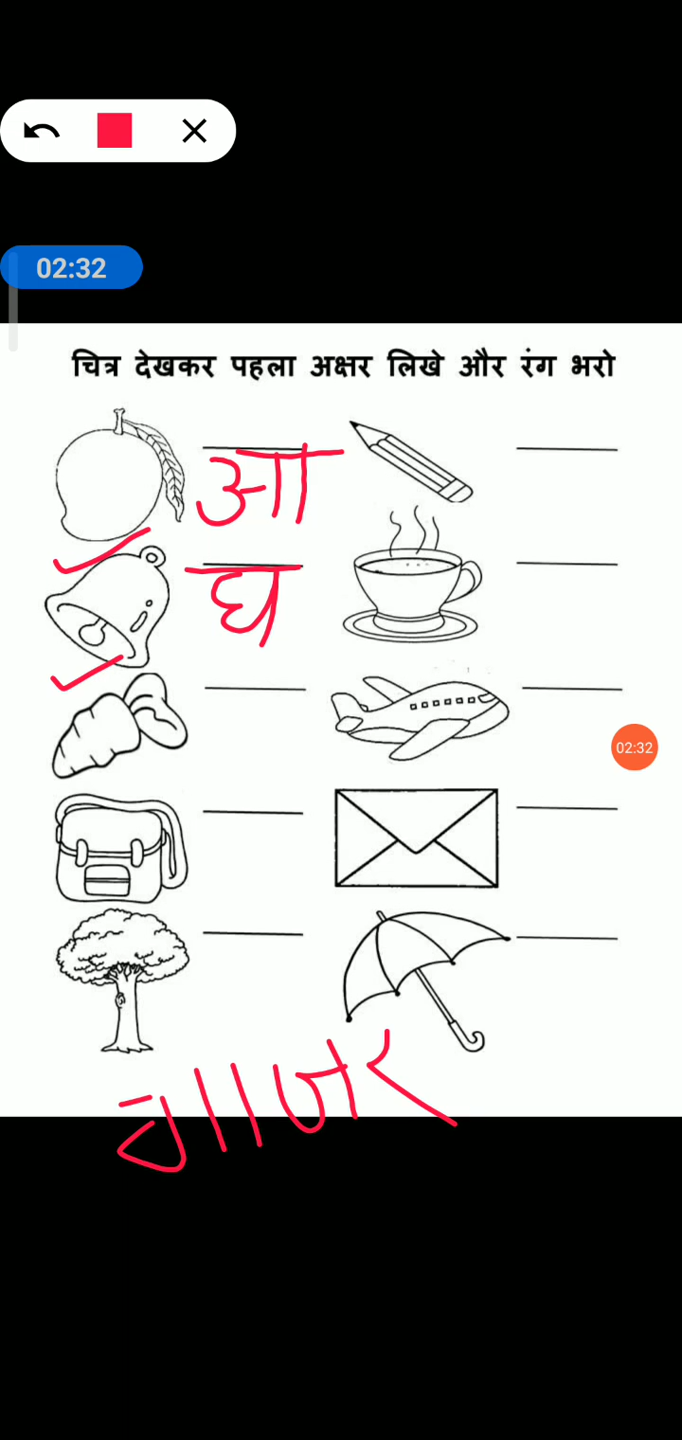 02:32
चित्र देखकर पहला अक्षर लिखे और रंग भरो
आ
घ
02:32
गाजर